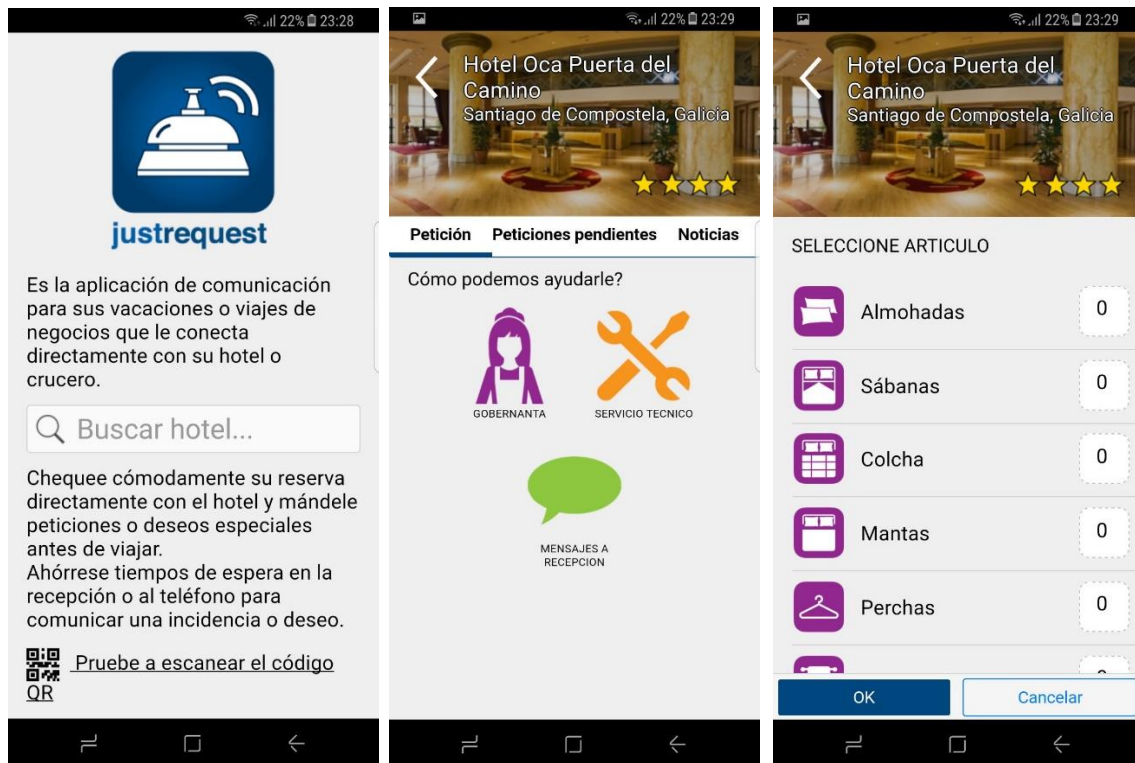 22% 23:28
justrequest
Es la aplicación de comunicación
para sus vacaciones o viajes de
negocios que le conecta
directamente con su hotel o
crucero.
Buscar hotel...
Chequee cómodamente su reserva
directamente con el hotel y mándele
peticiones o deseos especiales
antes de viajar.
Ahórrese tiempos de espera en la
recepción o al teléfono para
comunicar una incidencia o deseo.
Pruebe a escanear el código
QR
22% 23:29
Hotel Oca Puerta del
Camino
Santiago de Compostela, Galicia
Petición Peticiones pendientes Noticias
Cómo podemos ayudarle?
GOBERNANTA SERVICIO TECNICO
MENSAJES A
RECEPCION
22% 23:29
Hotel Oca Puerta del
Camino
Santiago de Compostela, Galicia
SELECCIONE ARTICULO
Almohadas 0
Sábanas 0
Colcha 0
Mantas 0
Perchas 0
OK Cancelar